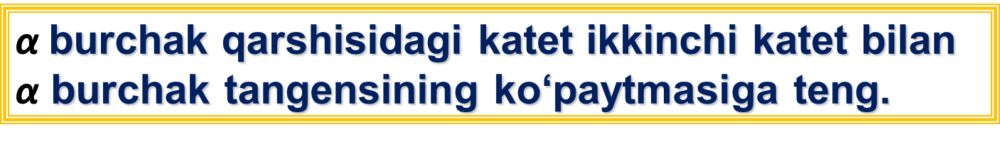 α burchak qarshisidagi katet ikkinchi katet bilan
α burchak tangensining ko‘paytmasiga teng.